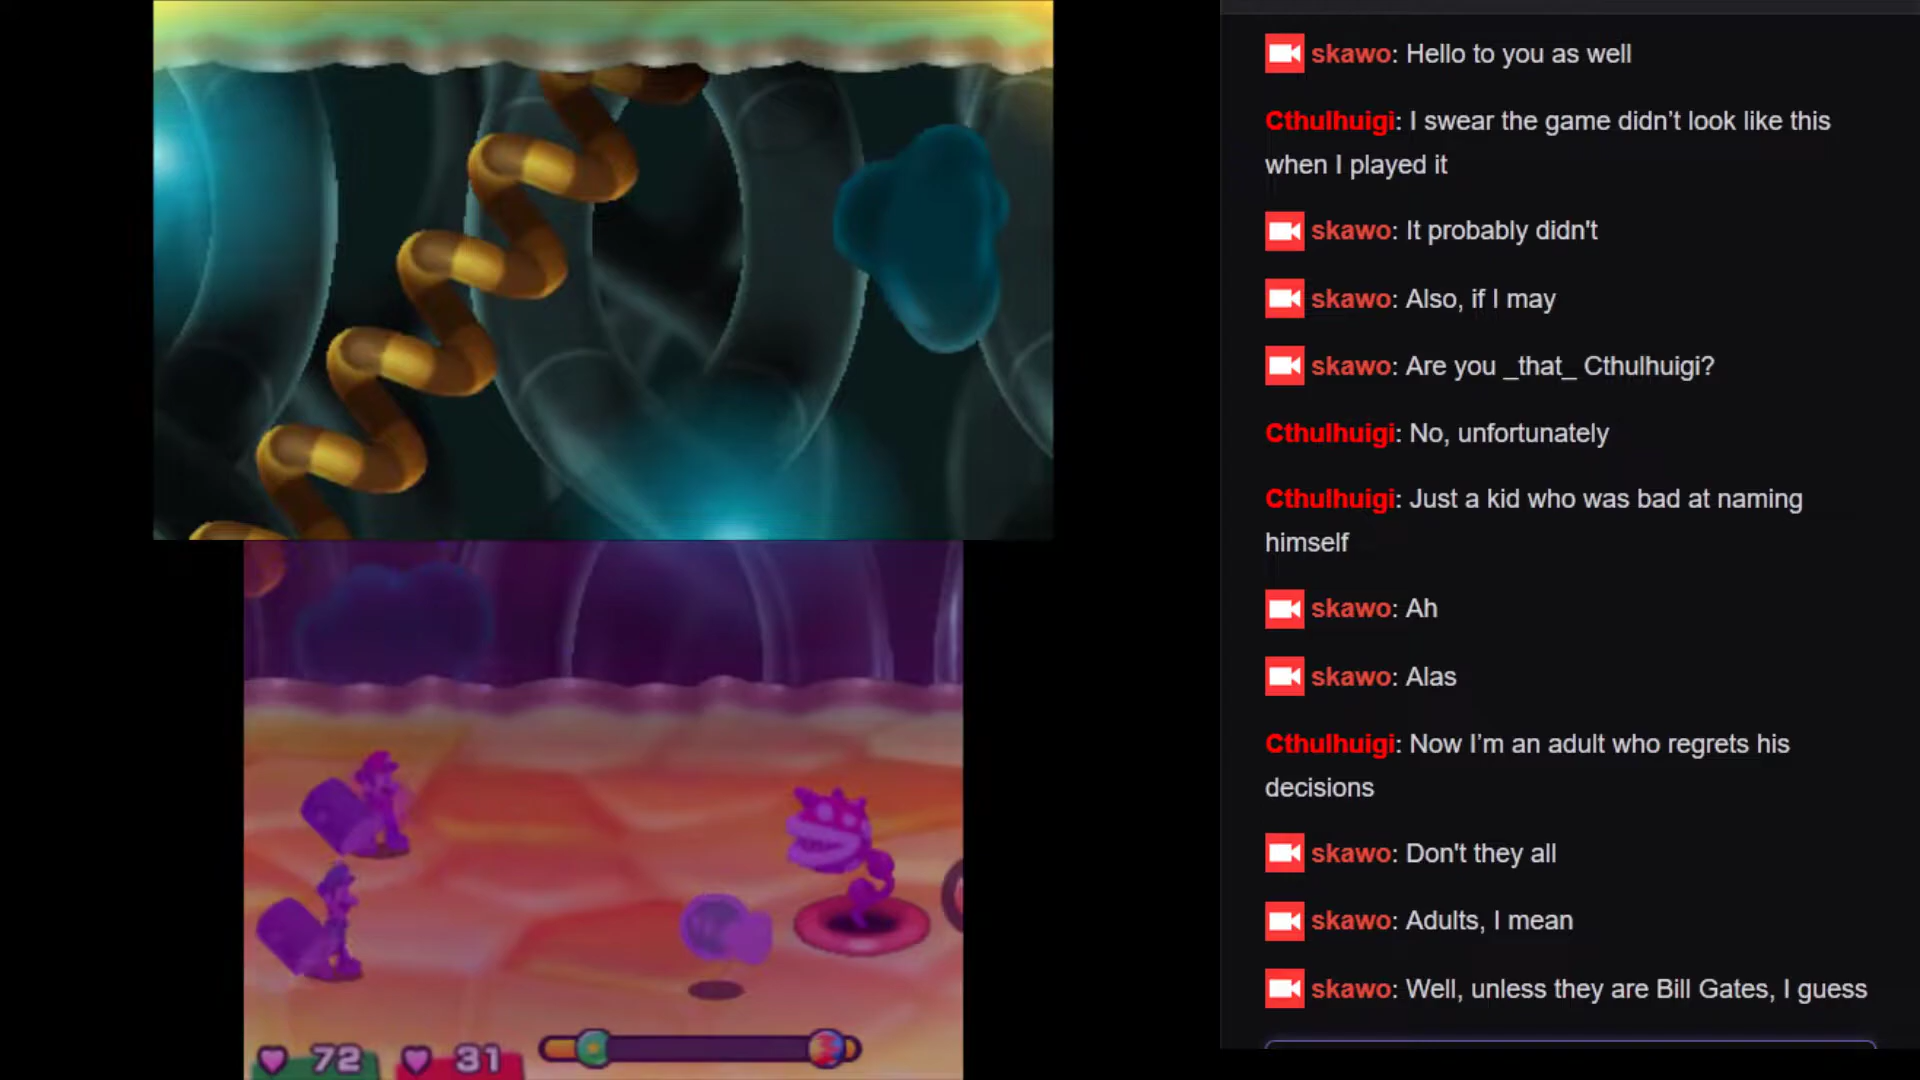 skawo: Hello to you as well
Cthulhuigi: I swear the game didn’t look like this
when I played it
skawo: It probably didn't
skawo: Also, if I may
skawo: Are you _that_ Cthulhuigi?
Cthulhuigi: No, unfortunately
Cthulhuigi: Just a kid who was bad at naming
himself
skawo: Ah
skawo: Alas
Cthulhuigi: Now I’m an adult who regrets his
decisions
skawo: Don't they all
skawo: Adults, I mean
skawo: Well, unless they are Bill Gates, I guess
72 31